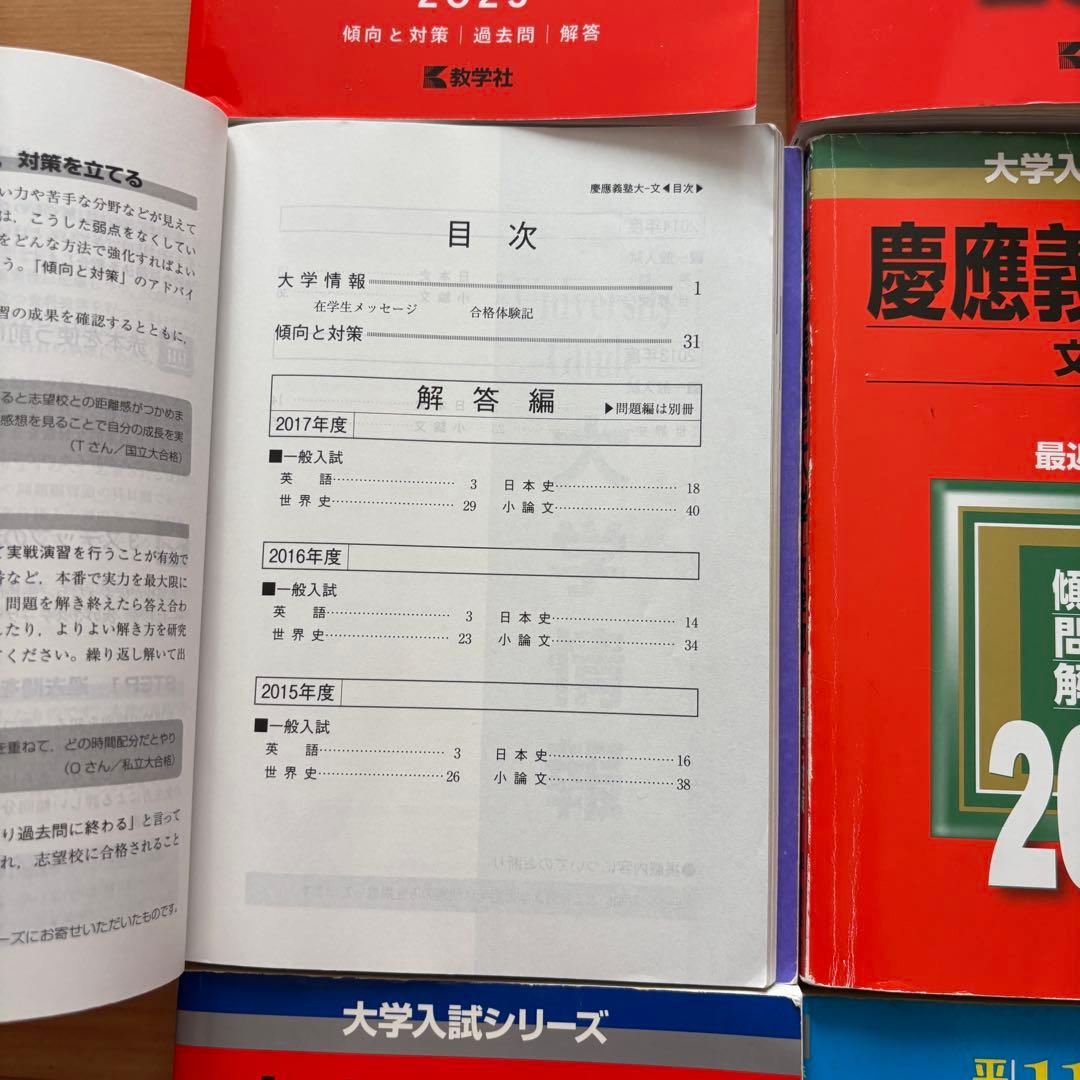 傾向と対策｜過去問｜解答
教学社
対策を立てる
い力や苦手な分野などが見えて
は，こうした弱点をなくしてい
をどんな方法で強化すればよい
う。「傾向と対策」のアドバイ
習の成果を確認するとともに，
ると志望校との距離感がつかめま
感想を見ることで自分の成長を実
（Tさん／国立大合格）
て実戦演習を行うことが有効で
など，本番で実力を最大限に
問題を解き終えたら答え合わ
したり，よりよい解き方を研究
ください。繰り返し解いて出
を重ねて，どの時間配分だとやり
（Oさん／私立大合格）
り過去問に終わる」と言って
れ，志望校に合格されること
ーズにお寄せいただいたものです。
慶應義塾大-文◀目次▶
目 次
大学情報 1
在学生メッセージ 合格体験記
傾向と対策 31
解答編 ▶問題編は別冊
2017年度
■一般入試
英 語 3 日本史 18
世界史 29 小論文 40
2016年度
■一般入試
英 語 3 日本史 14
世界史 23 小論文 34
2015年度
■一般入試
英 語 3 日本史 16
世界史 26 小論文 38
大学入
慶應義
文
最近
傾
問
解
20
大学入試シリーズ
平
11